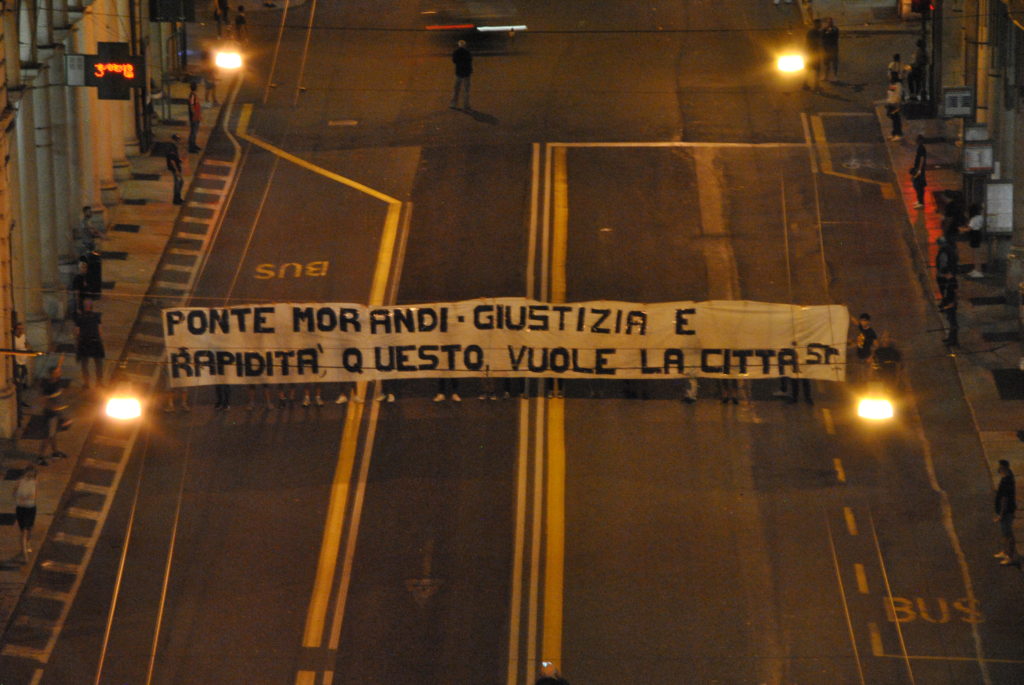 BUS
PONTE MORANDI · GIUSTIZIA E
RAPIDITA', QUESTO, VUOLE LA CITTA' ST
BUS